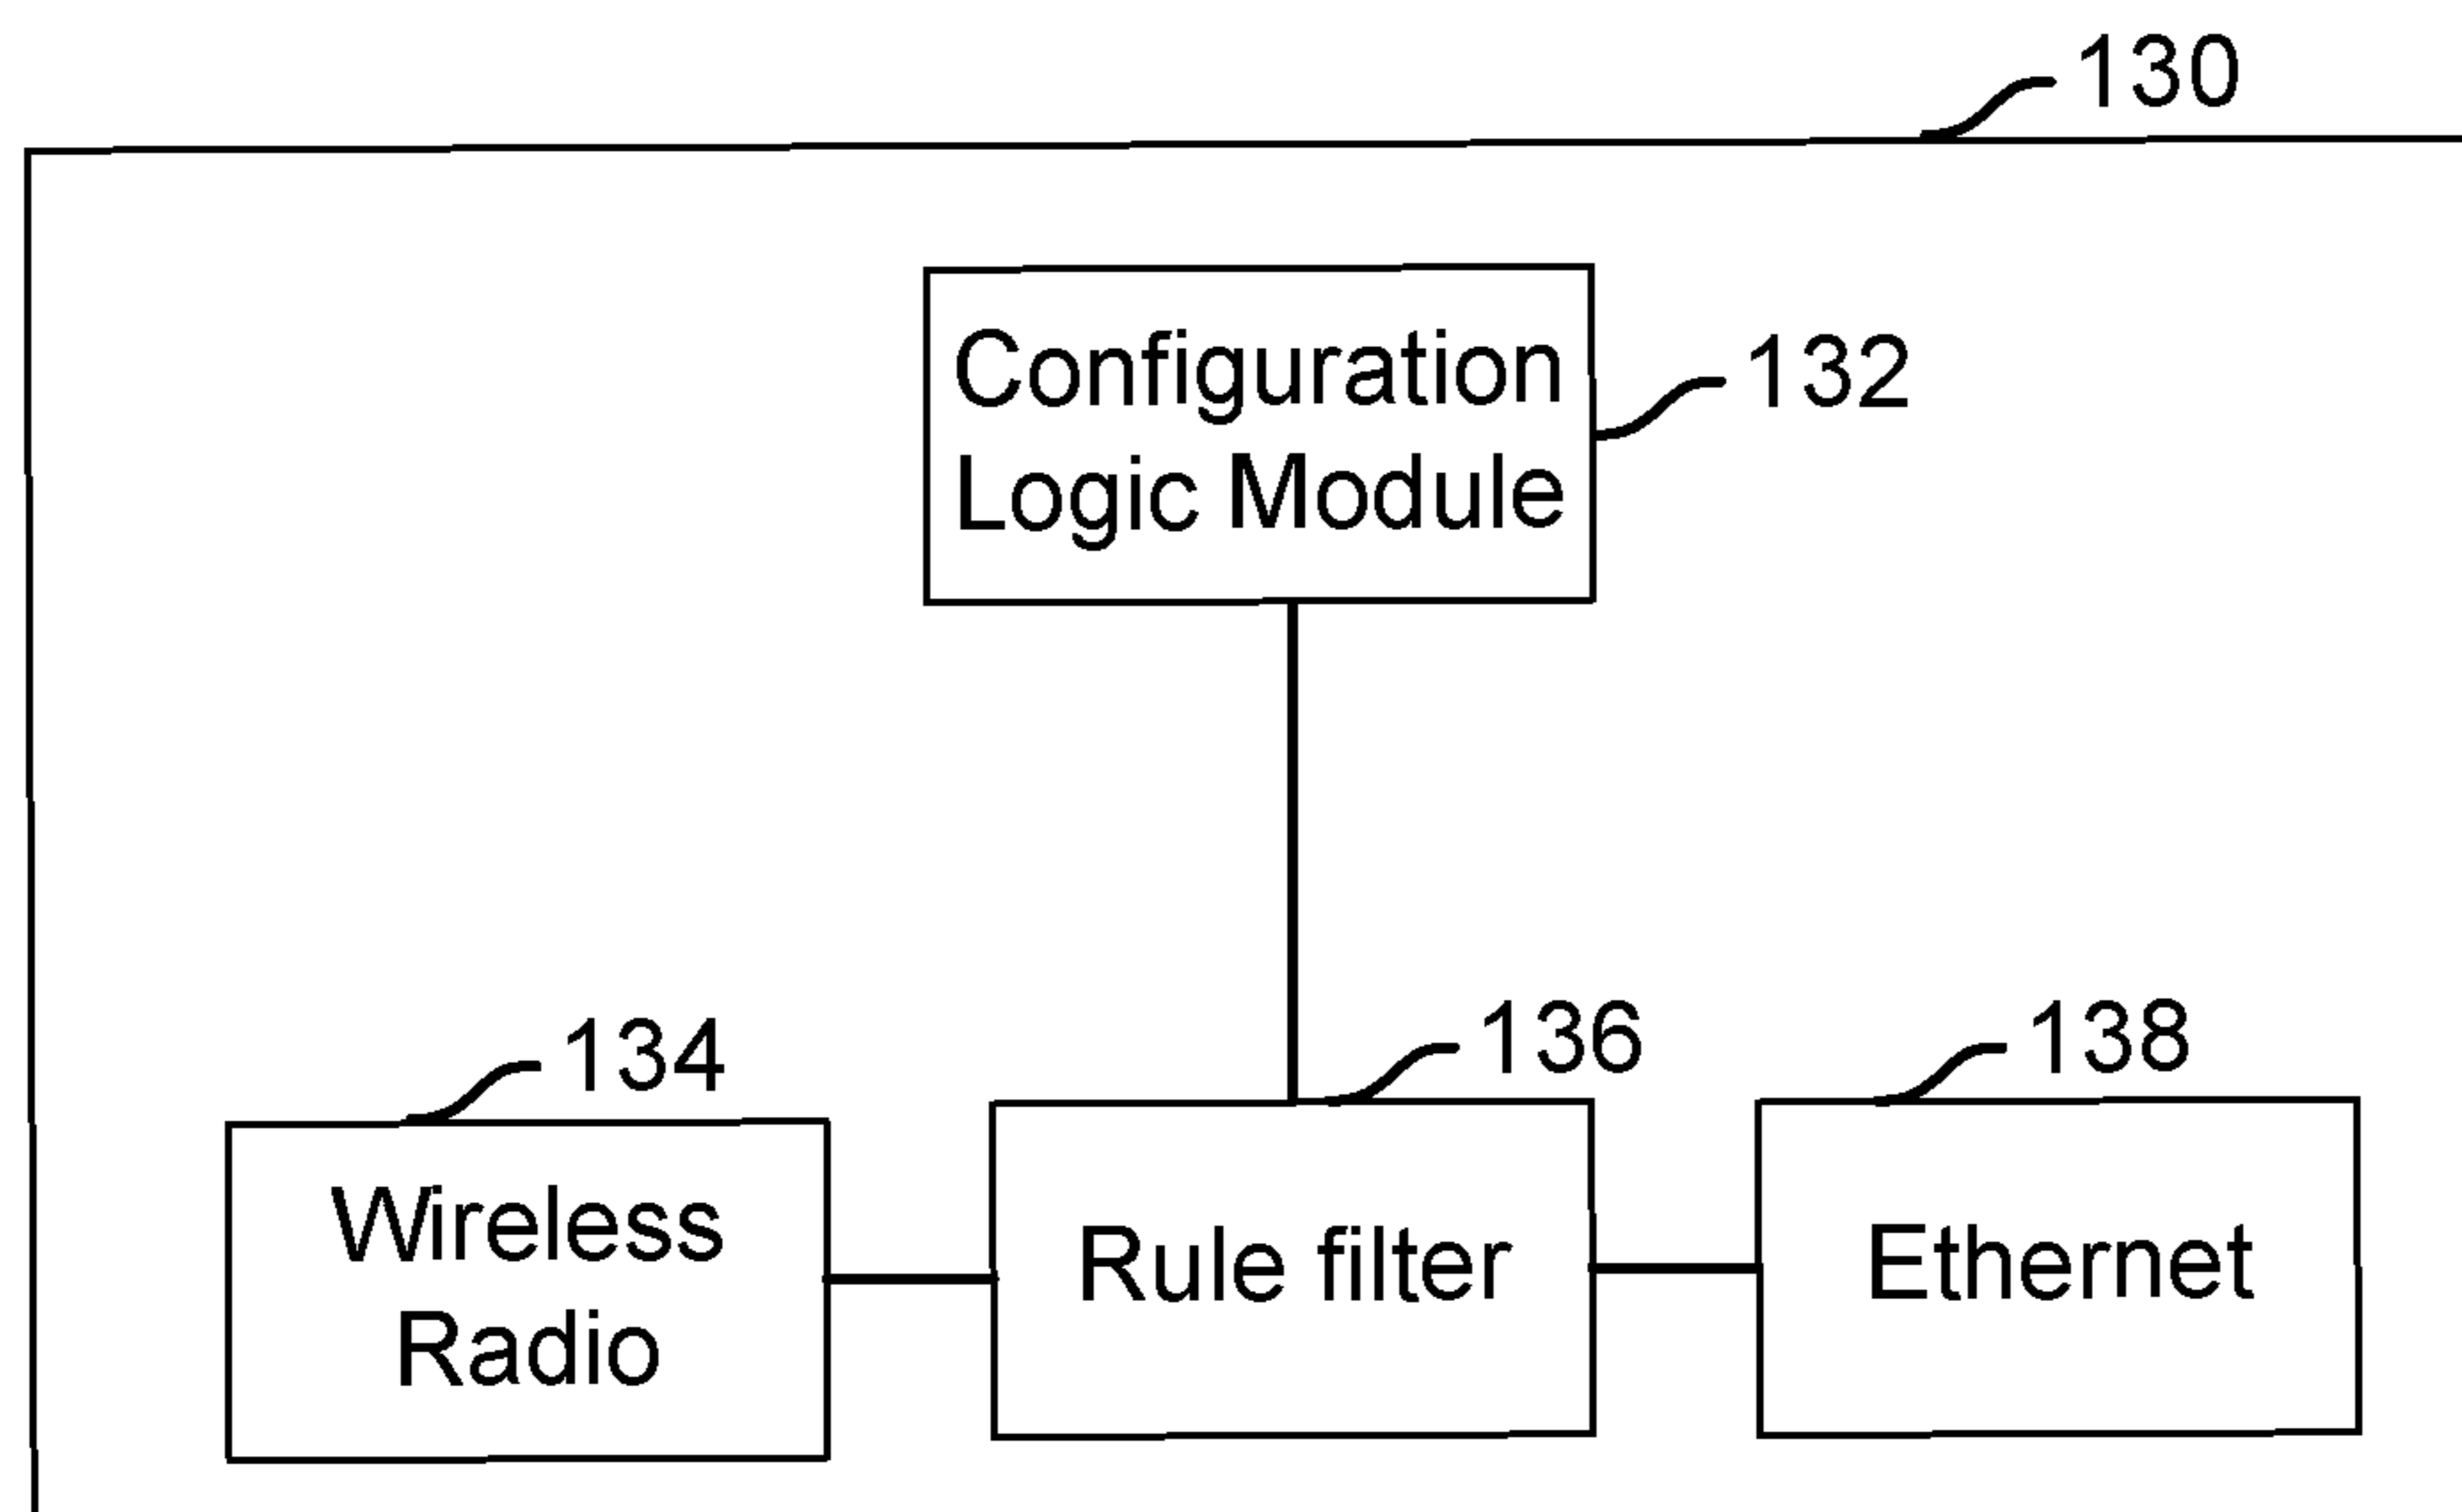 130
Configuration
Logic Module
132
134
136
138
Wireless
Radio
Rule filter
Ethernet